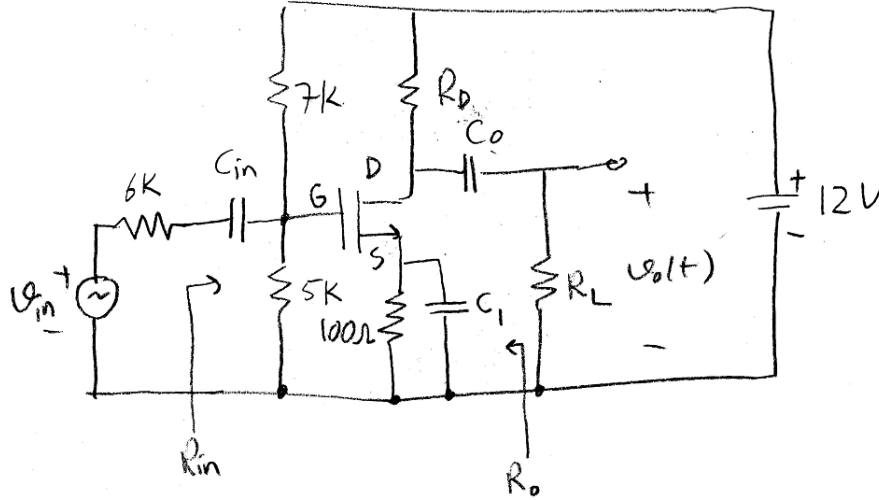 7K
RD
Co
Cin
D
6K
G
+
+
12V
S
-
+
vin
-
5K
100Ω
C1
RL
vo(t)
-
Rin
Ro